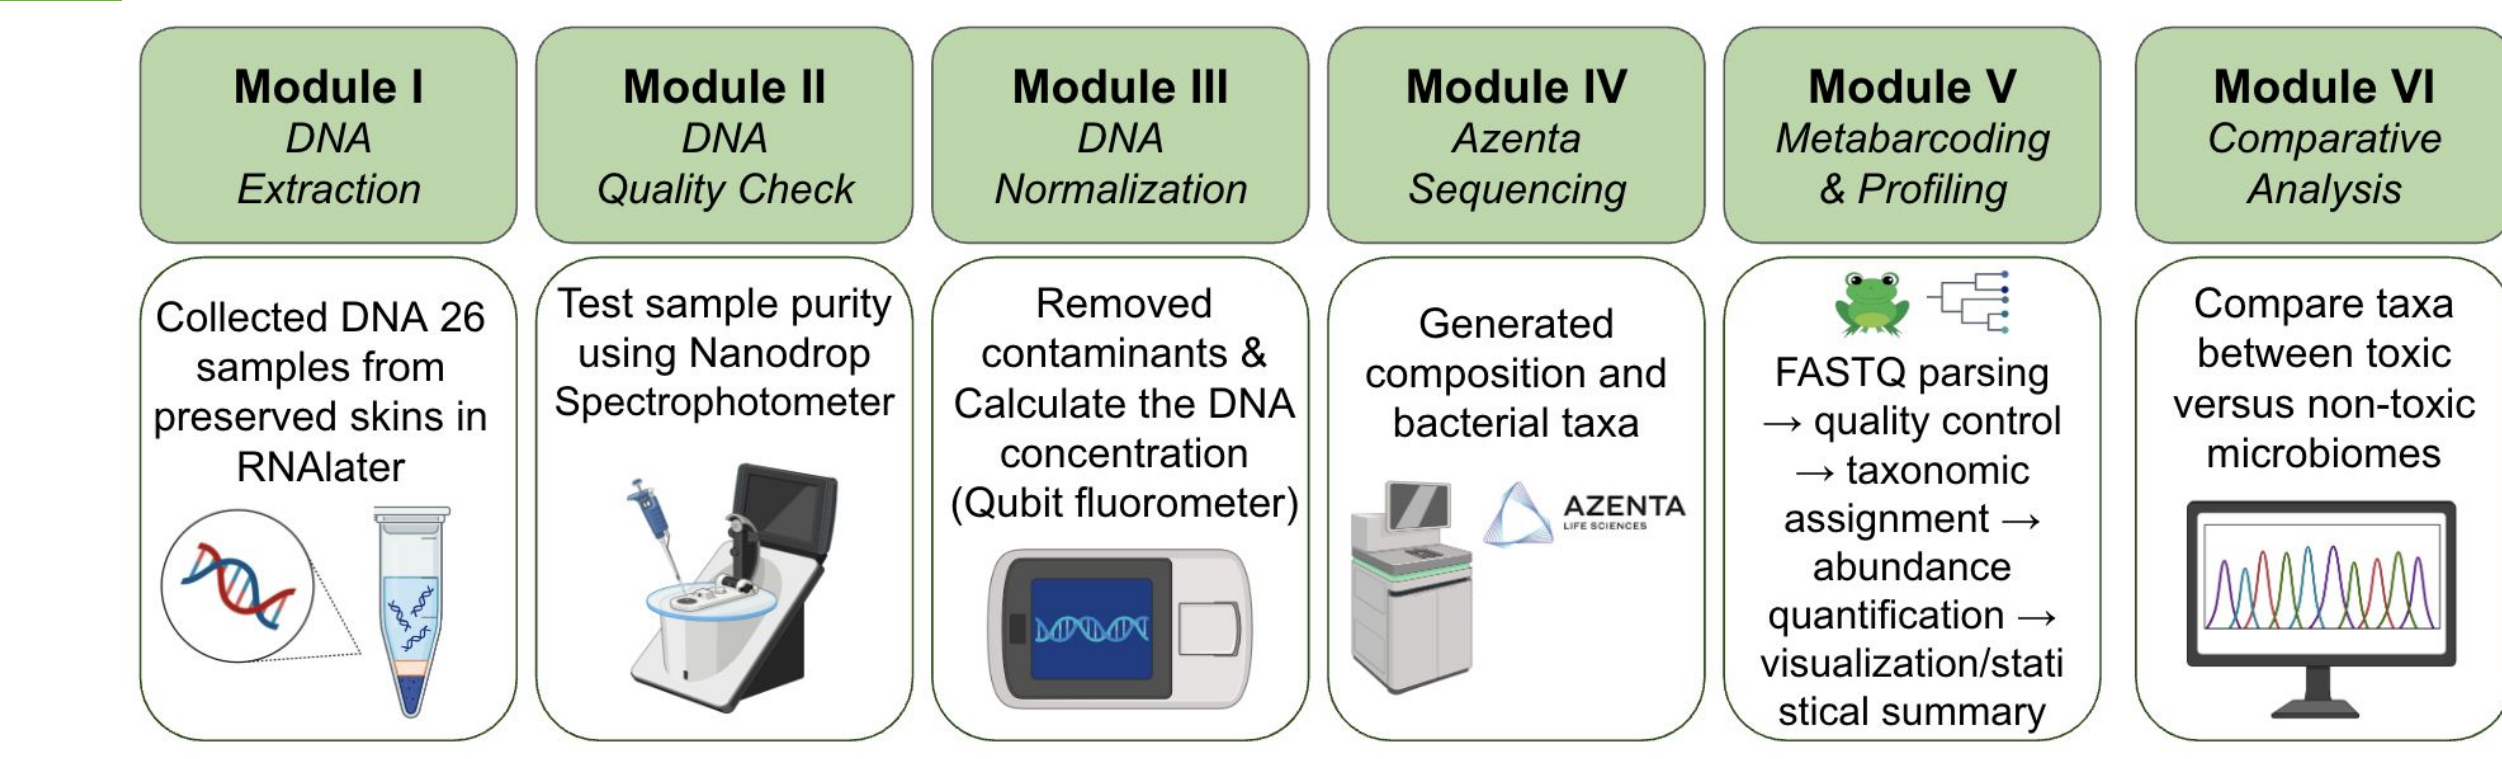 Module I
DNA
Extraction
Collected DNA 26
samples from
preserved skins in
RNAlater
Module II
DNA
Quality Check
Test sample purity
using Nanodrop
Spectrophotometer
Module III
DNA
Normalization
Removed
contaminants &
Calculate the DNA
concentration
(Qubit fluorometer)
Module IV
Azenta
Sequencing
Generated
composition and
bacterial taxa
AZENTA
LIFE SCIENCES
Module V
Metabarcoding
& Profiling
FASTQ parsing
→ quality control
→ taxonomic
assignment →
abundance
quantification →
visualization/stati
stical summary
Module VI
Comparative
Analysis
Compare taxa
between toxic
versus non-toxic
microbiomes